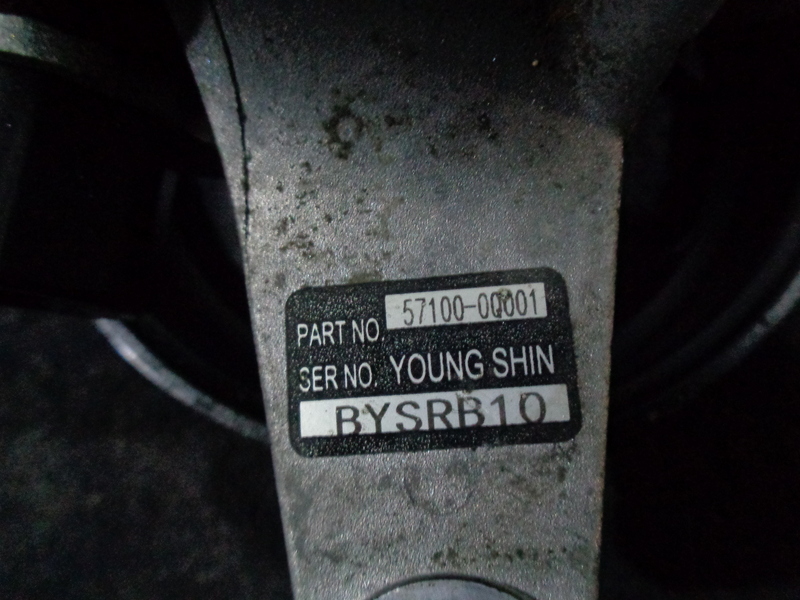 PART NO. 57100-0Q001
SER NO. YOUNG SHIN
BYSRB10